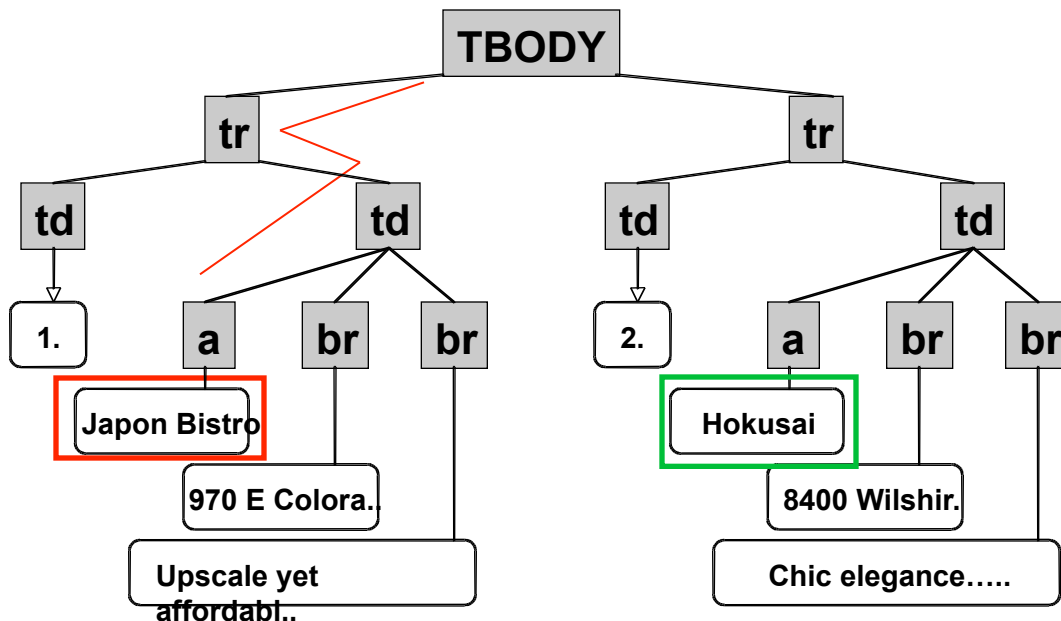 TBODY
tr
tr
td
td
td
td
1.
a
br
br
2.
a
br
br
Japon Bistro
Hokusai
970 E Colora..
8400 Wilshir.
Upscale yet
affordabl..
Chic elegance…..